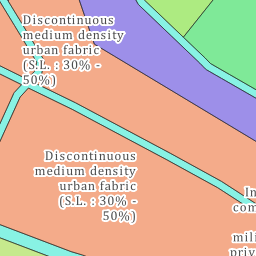 Discontinuous
medium density
urban fabric
(S.L. : 30% -
50%)
Discontinuous
medium density
urban fabric
(S.L. : 30% -
50%)